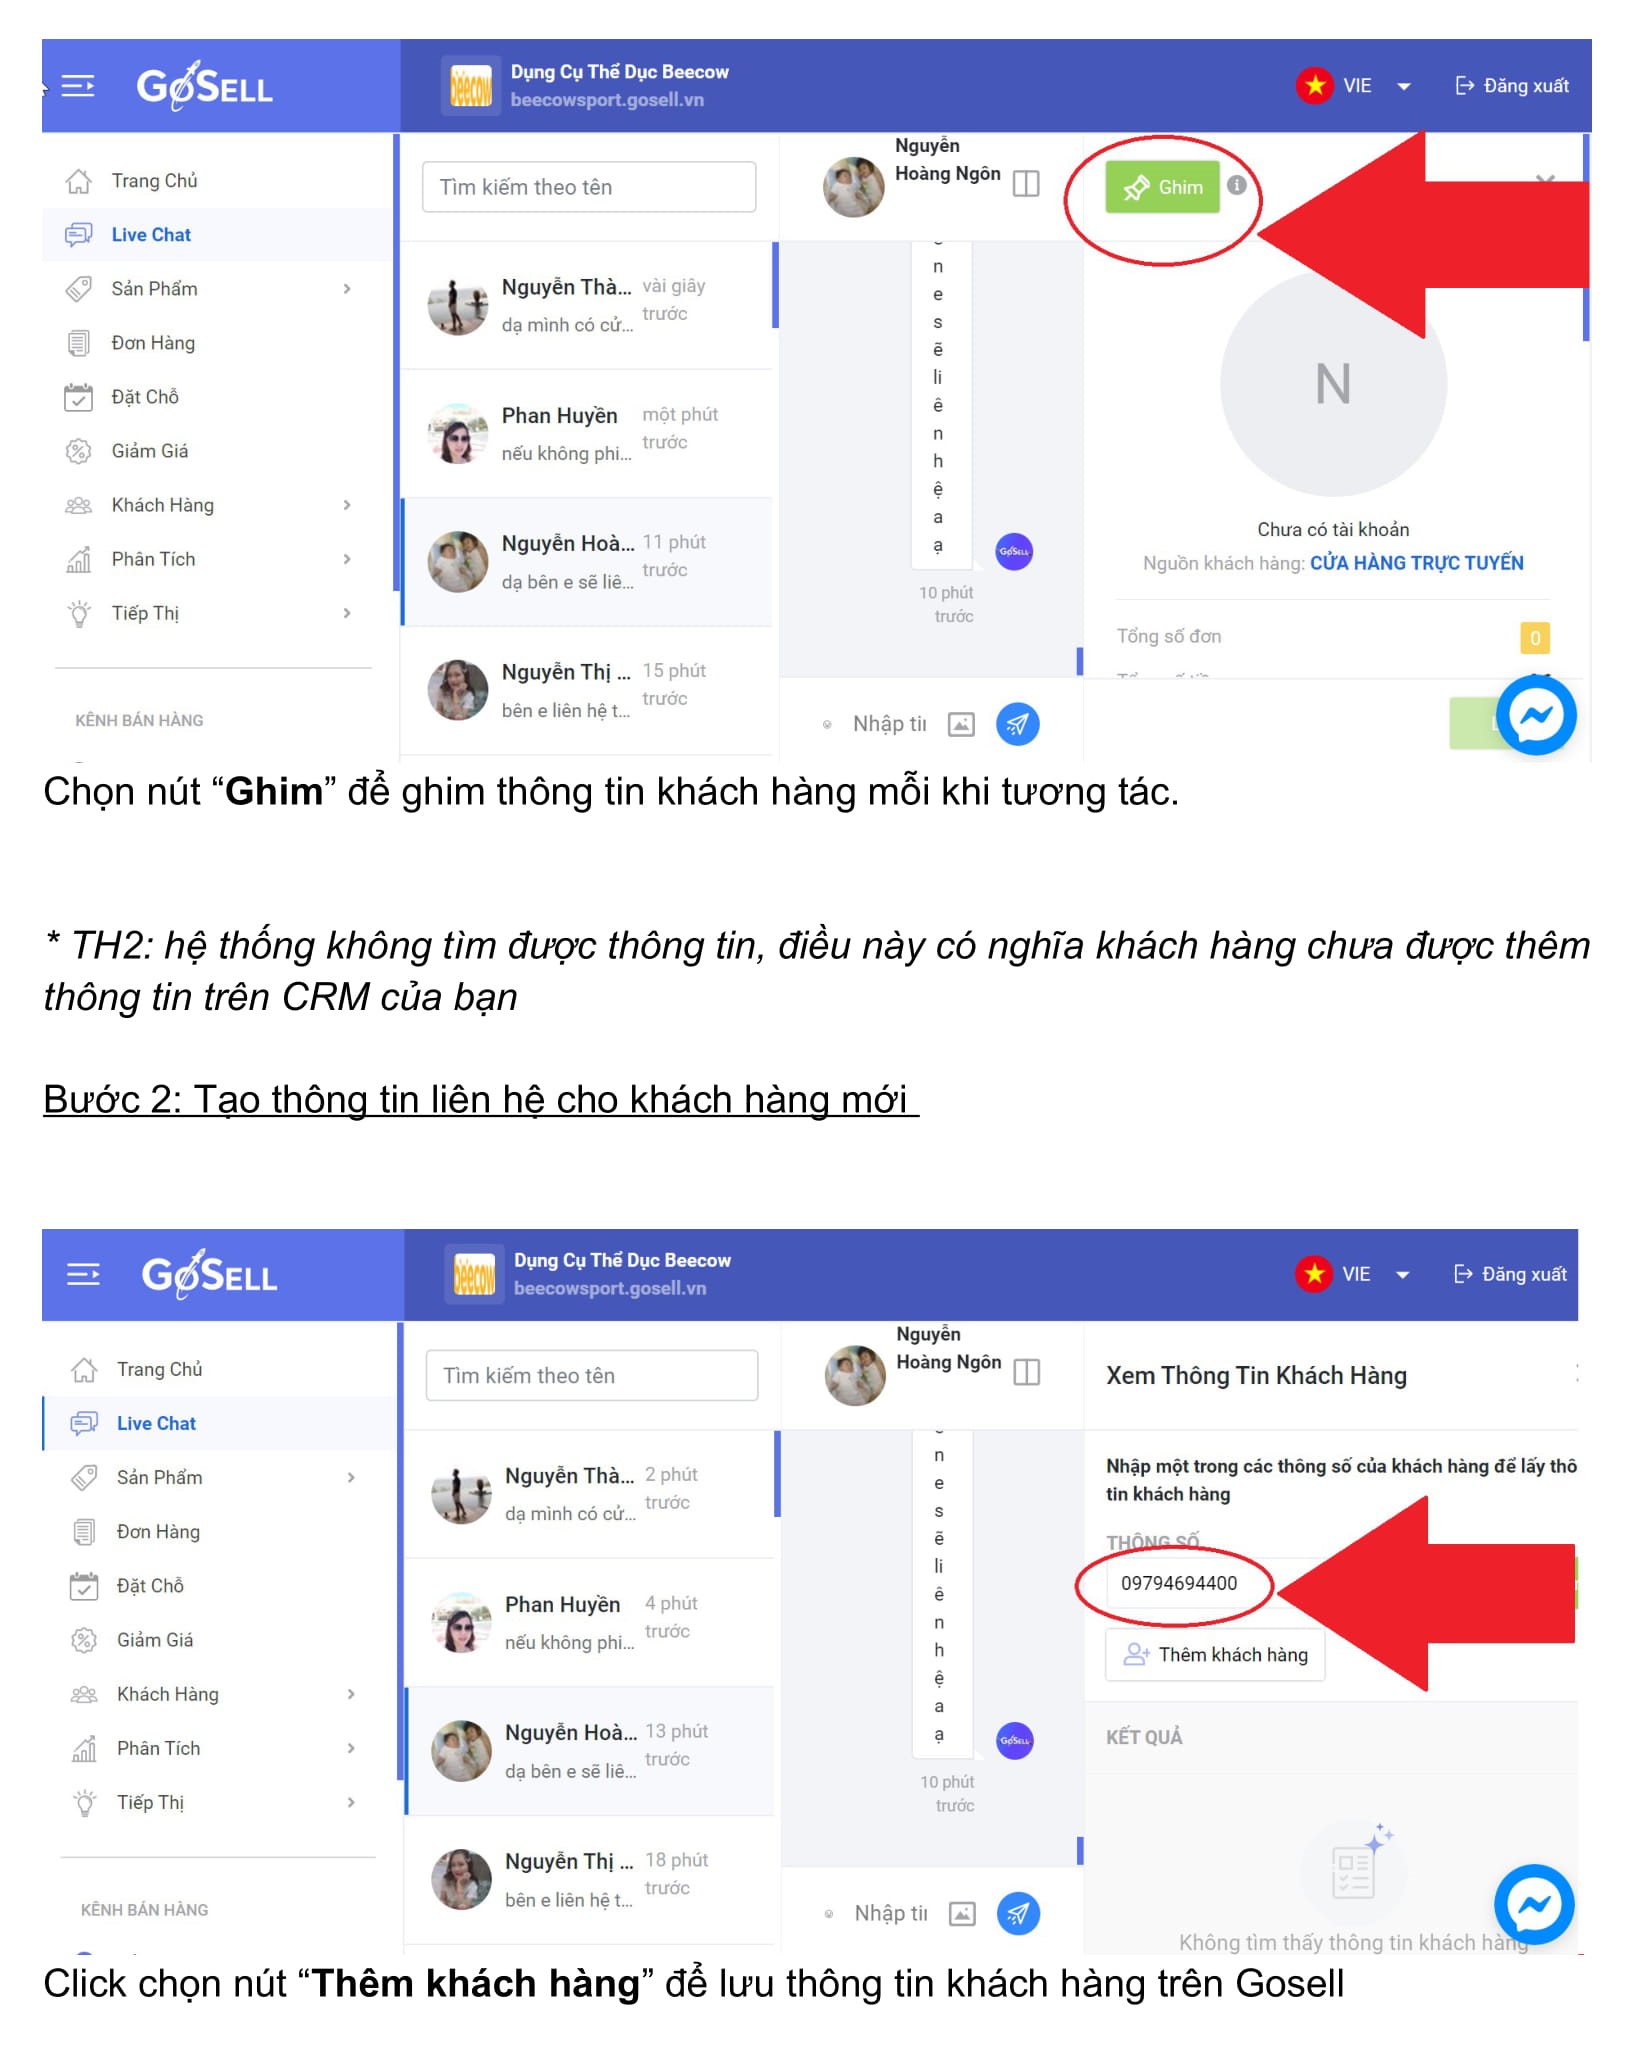 GoSELL
Dụng Cụ Thể Dục Beecow
beecowsport.gosell.vn
VIE
Đăng xuất
Trang Chủ
Live Chat
Sản Phẩm
Đơn Hàng
Đặt Chỗ
Giảm Giá
Khách Hàng
Phân Tích
Tiếp Thị
KÊNH BÁN HÀNG
Tìm kiếm theo tên
Nguyễn Thà... vài giây
trước
dạ mình có cử...
Phan Huyền một phút
trước
nếu không phi...
Nguyễn Hoà... 11 phút
trước
dạ bên e sẽ liê...
Nguyễn Thị ... 15 phút
trước
bên e liên hệ t...
Nguyễn
Hoàng Ngôn
n
e
s
ẽ
li
ê
n
h
ệ
a
ạ
GoSELL
10 phút
trước
Nhập tin
Ghim
N
Chưa có tài khoản
Nguồn khách hàng: CỬA HÀNG TRỰC TUYẾN
Tổng số đơn 0
Chọn nút “Ghim” để ghim thông tin khách hàng mỗi khi tương tác.
* TH2: hệ thống không tìm được thông tin, điều này có nghĩa khách hàng chưa được thêm
thông tin trên CRM của bạn
Bước 2: Tạo thông tin liên hệ cho khách hàng mới
GoSELL
Dụng Cụ Thể Dục Beecow
beecowsport.gosell.vn
VIE
Đăng xuất
Trang Chủ
Live Chat
Sản Phẩm
Đơn Hàng
Đặt Chỗ
Giảm Giá
Khách Hàng
Phân Tích
Tiếp Thị
KÊNH BÁN HÀNG
Tìm kiếm theo tên
Nguyễn Thà... 2 phút
trước
dạ mình có cử...
Phan Huyền 4 phút
trước
nếu không phi...
Nguyễn Hoà... 13 phút
trước
dạ bên e sẽ liê...
Nguyễn Thị ... 18 phút
trước
bên e liên hệ t...
Nguyễn
Hoàng Ngôn
n
e
s
ẽ
li
ê
n
h
ệ
a
ạ
GoSELL
10 phút
trước
Nhập tin
Xem Thông Tin Khách Hàng
Nhập một trong các thông số của khách hàng để lấy thô
tin khách hàng
THÔNG SỐ
09794694400
Thêm khách hàng
KẾT QUẢ
Không tìm thấy thông tin khách hàng
Click chọn nút “Thêm khách hàng” để lưu thông tin khách hàng trên Gosell